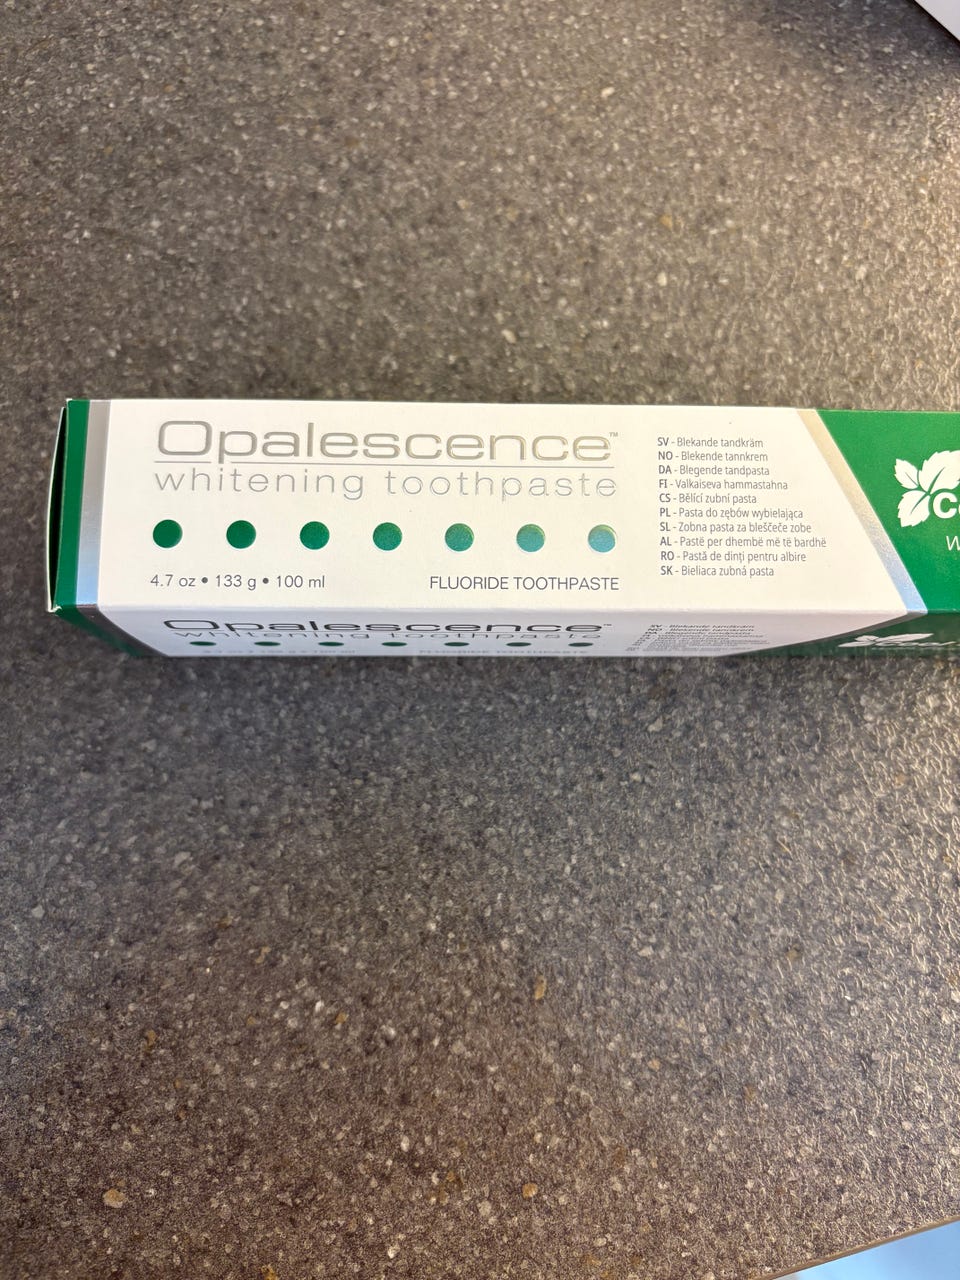 Opalescence™
whitening toothpaste
4.7 oz • 133 g • 100 ml
FLUORIDE TOOTHPASTE
SV - Blekande tandkräm
NO - Blekende tannkrem
DA - Blegende tandpasta
FI - Valkaiseva hammastahna
CS - Bělící zubní pasta
PL - Pasta do zębów wybielająca
SL - Zobna pasta za bleščeče zobe
AL - Pastë per dhembë më të bardhë
RO - Pastă de dinți pentru albire
SK - Bieliaca zubná pasta
Opalescence™
whitening toothpaste